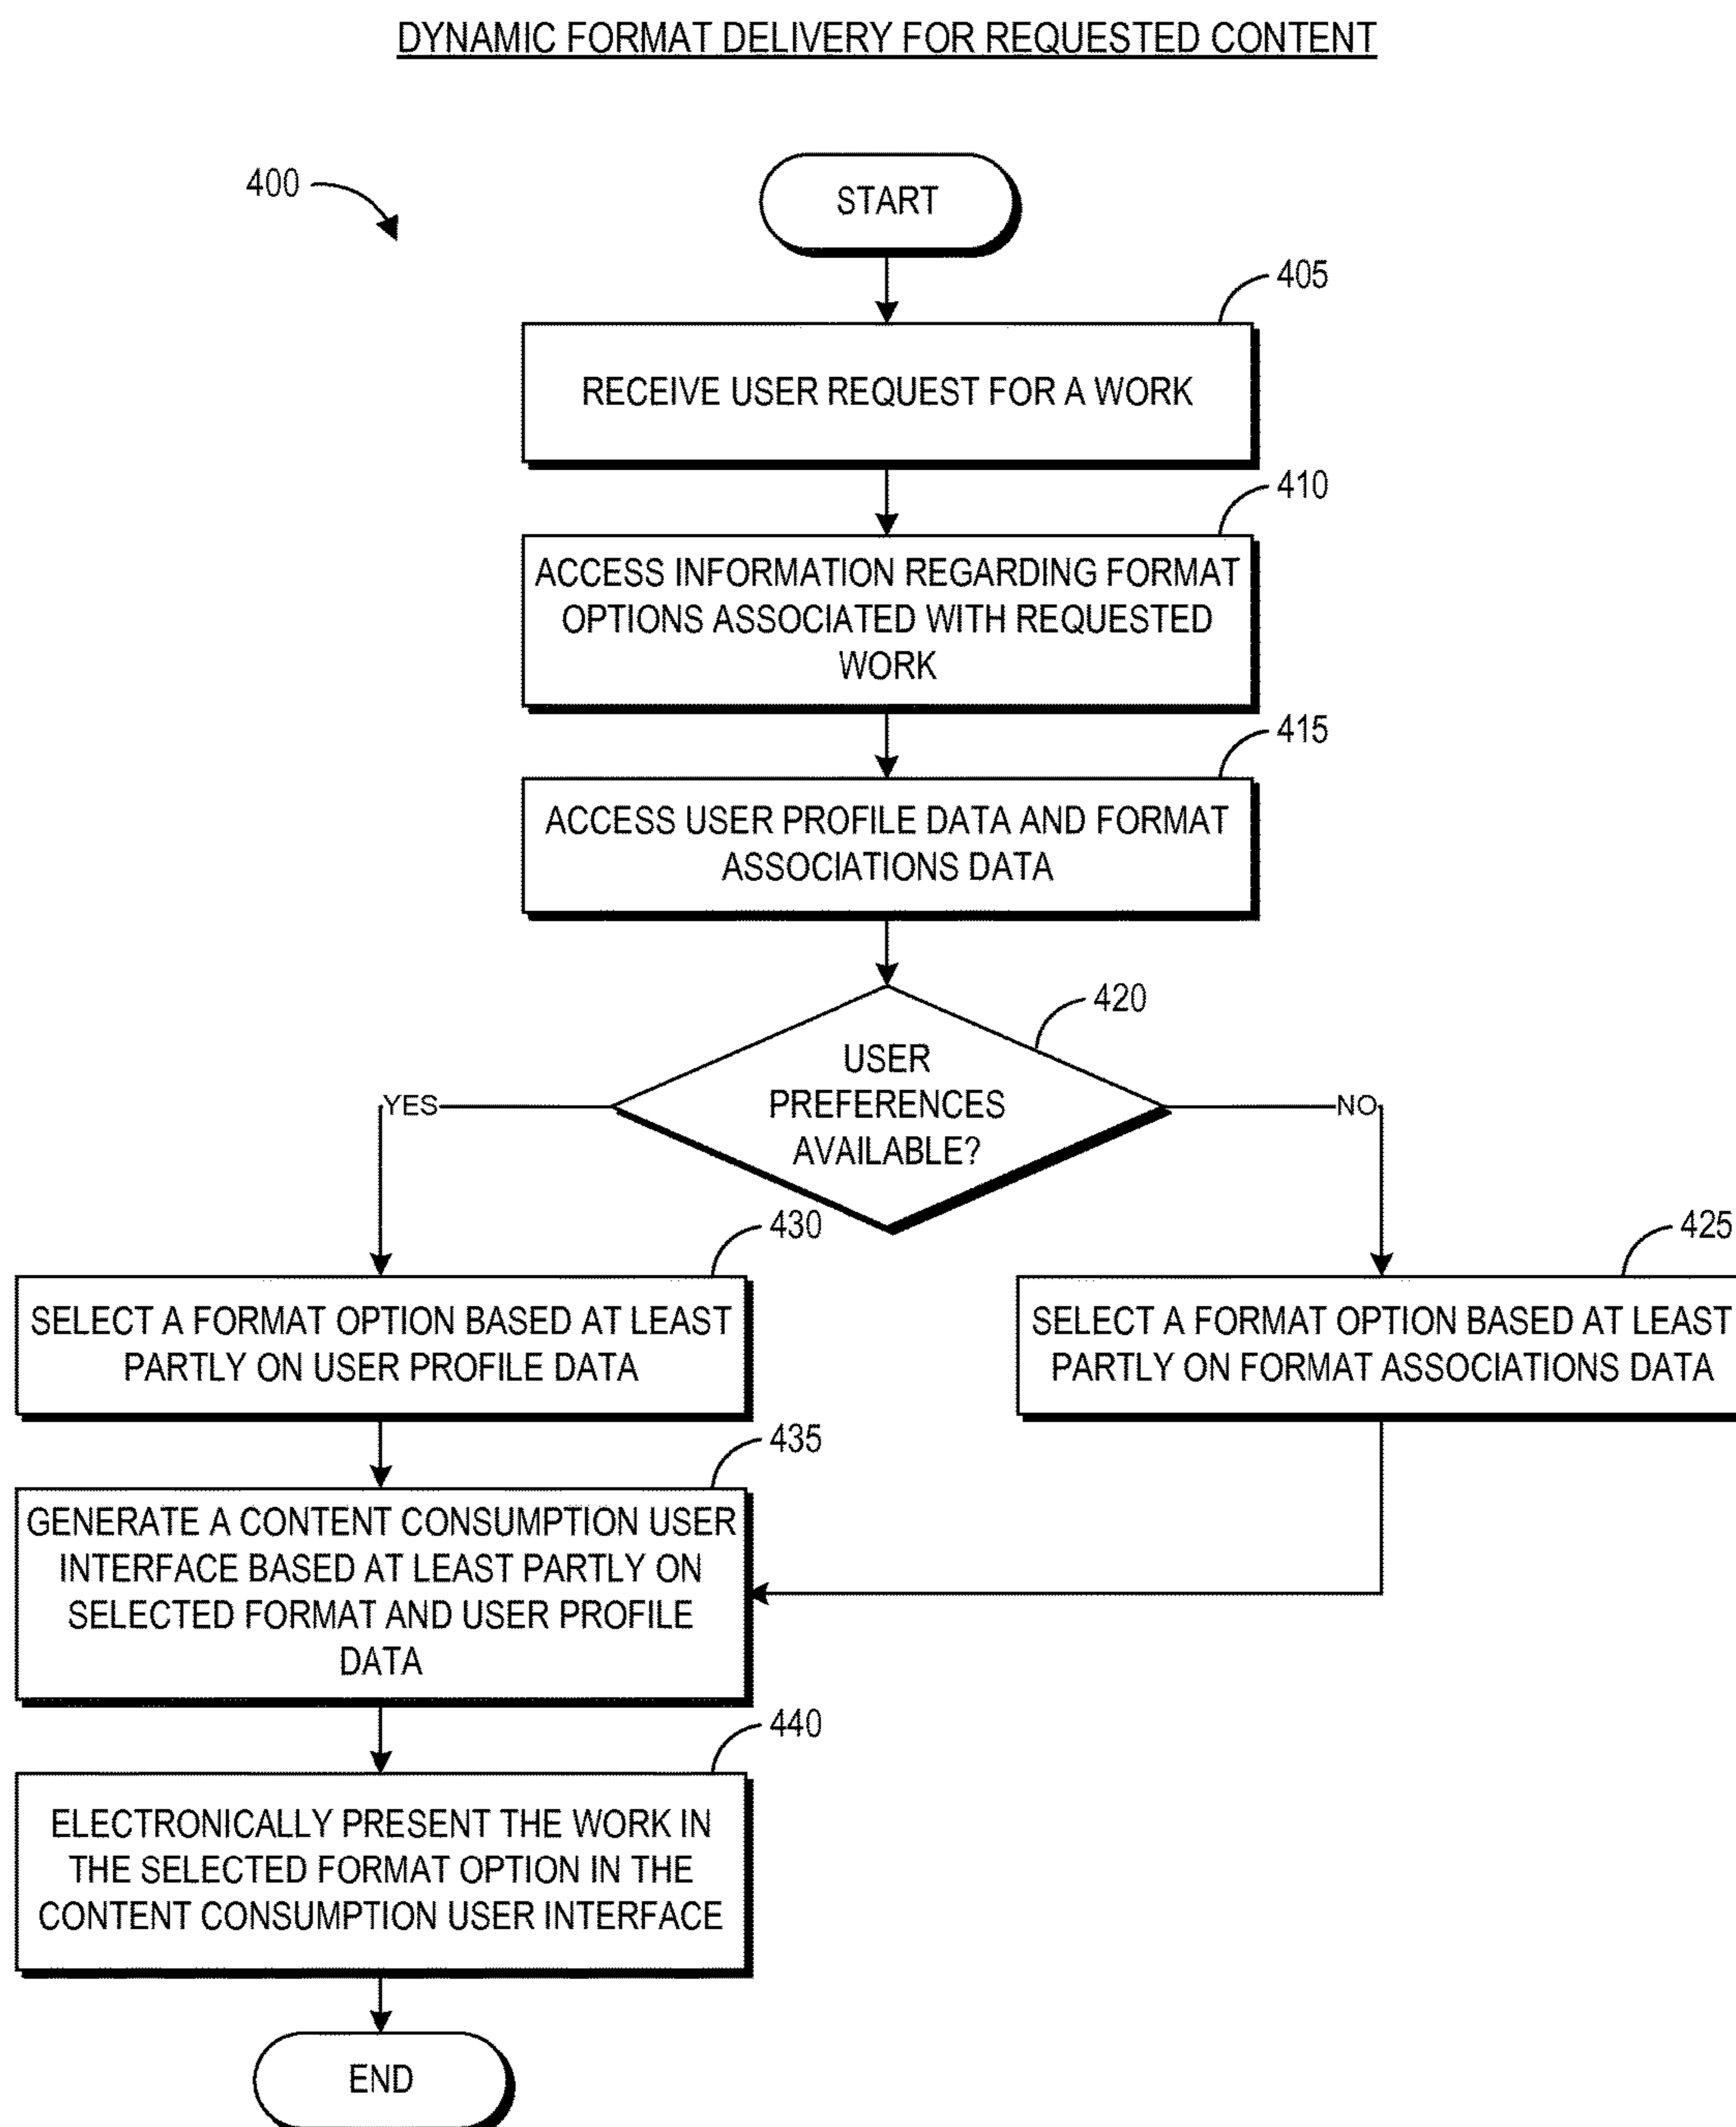 DYNAMIC FORMAT DELIVERY FOR REQUESTED CONTENT
400
START
405
RECEIVE USER REQUEST FOR A WORK
410
ACCESS INFORMATION REGARDING FORMAT
OPTIONS ASSOCIATED WITH REQUESTED
WORK
415
ACCESS USER PROFILE DATA AND FORMAT
ASSOCIATIONS DATA
420
USER
PREFERENCES
AVAILABLE?
YES
NO
430
SELECT A FORMAT OPTION BASED AT LEAST
PARTLY ON USER PROFILE DATA
425
SELECT A FORMAT OPTION BASED AT LEAST
PARTLY ON FORMAT ASSOCIATIONS DATA
435
GENERATE A CONTENT CONSUMPTION USER
INTERFACE BASED AT LEAST PARTLY ON
SELECTED FORMAT AND USER PROFILE
DATA
440
ELECTRONICALLY PRESENT THE WORK IN
THE SELECTED FORMAT OPTION IN THE
CONTENT CONSUMPTION USER INTERFACE
END